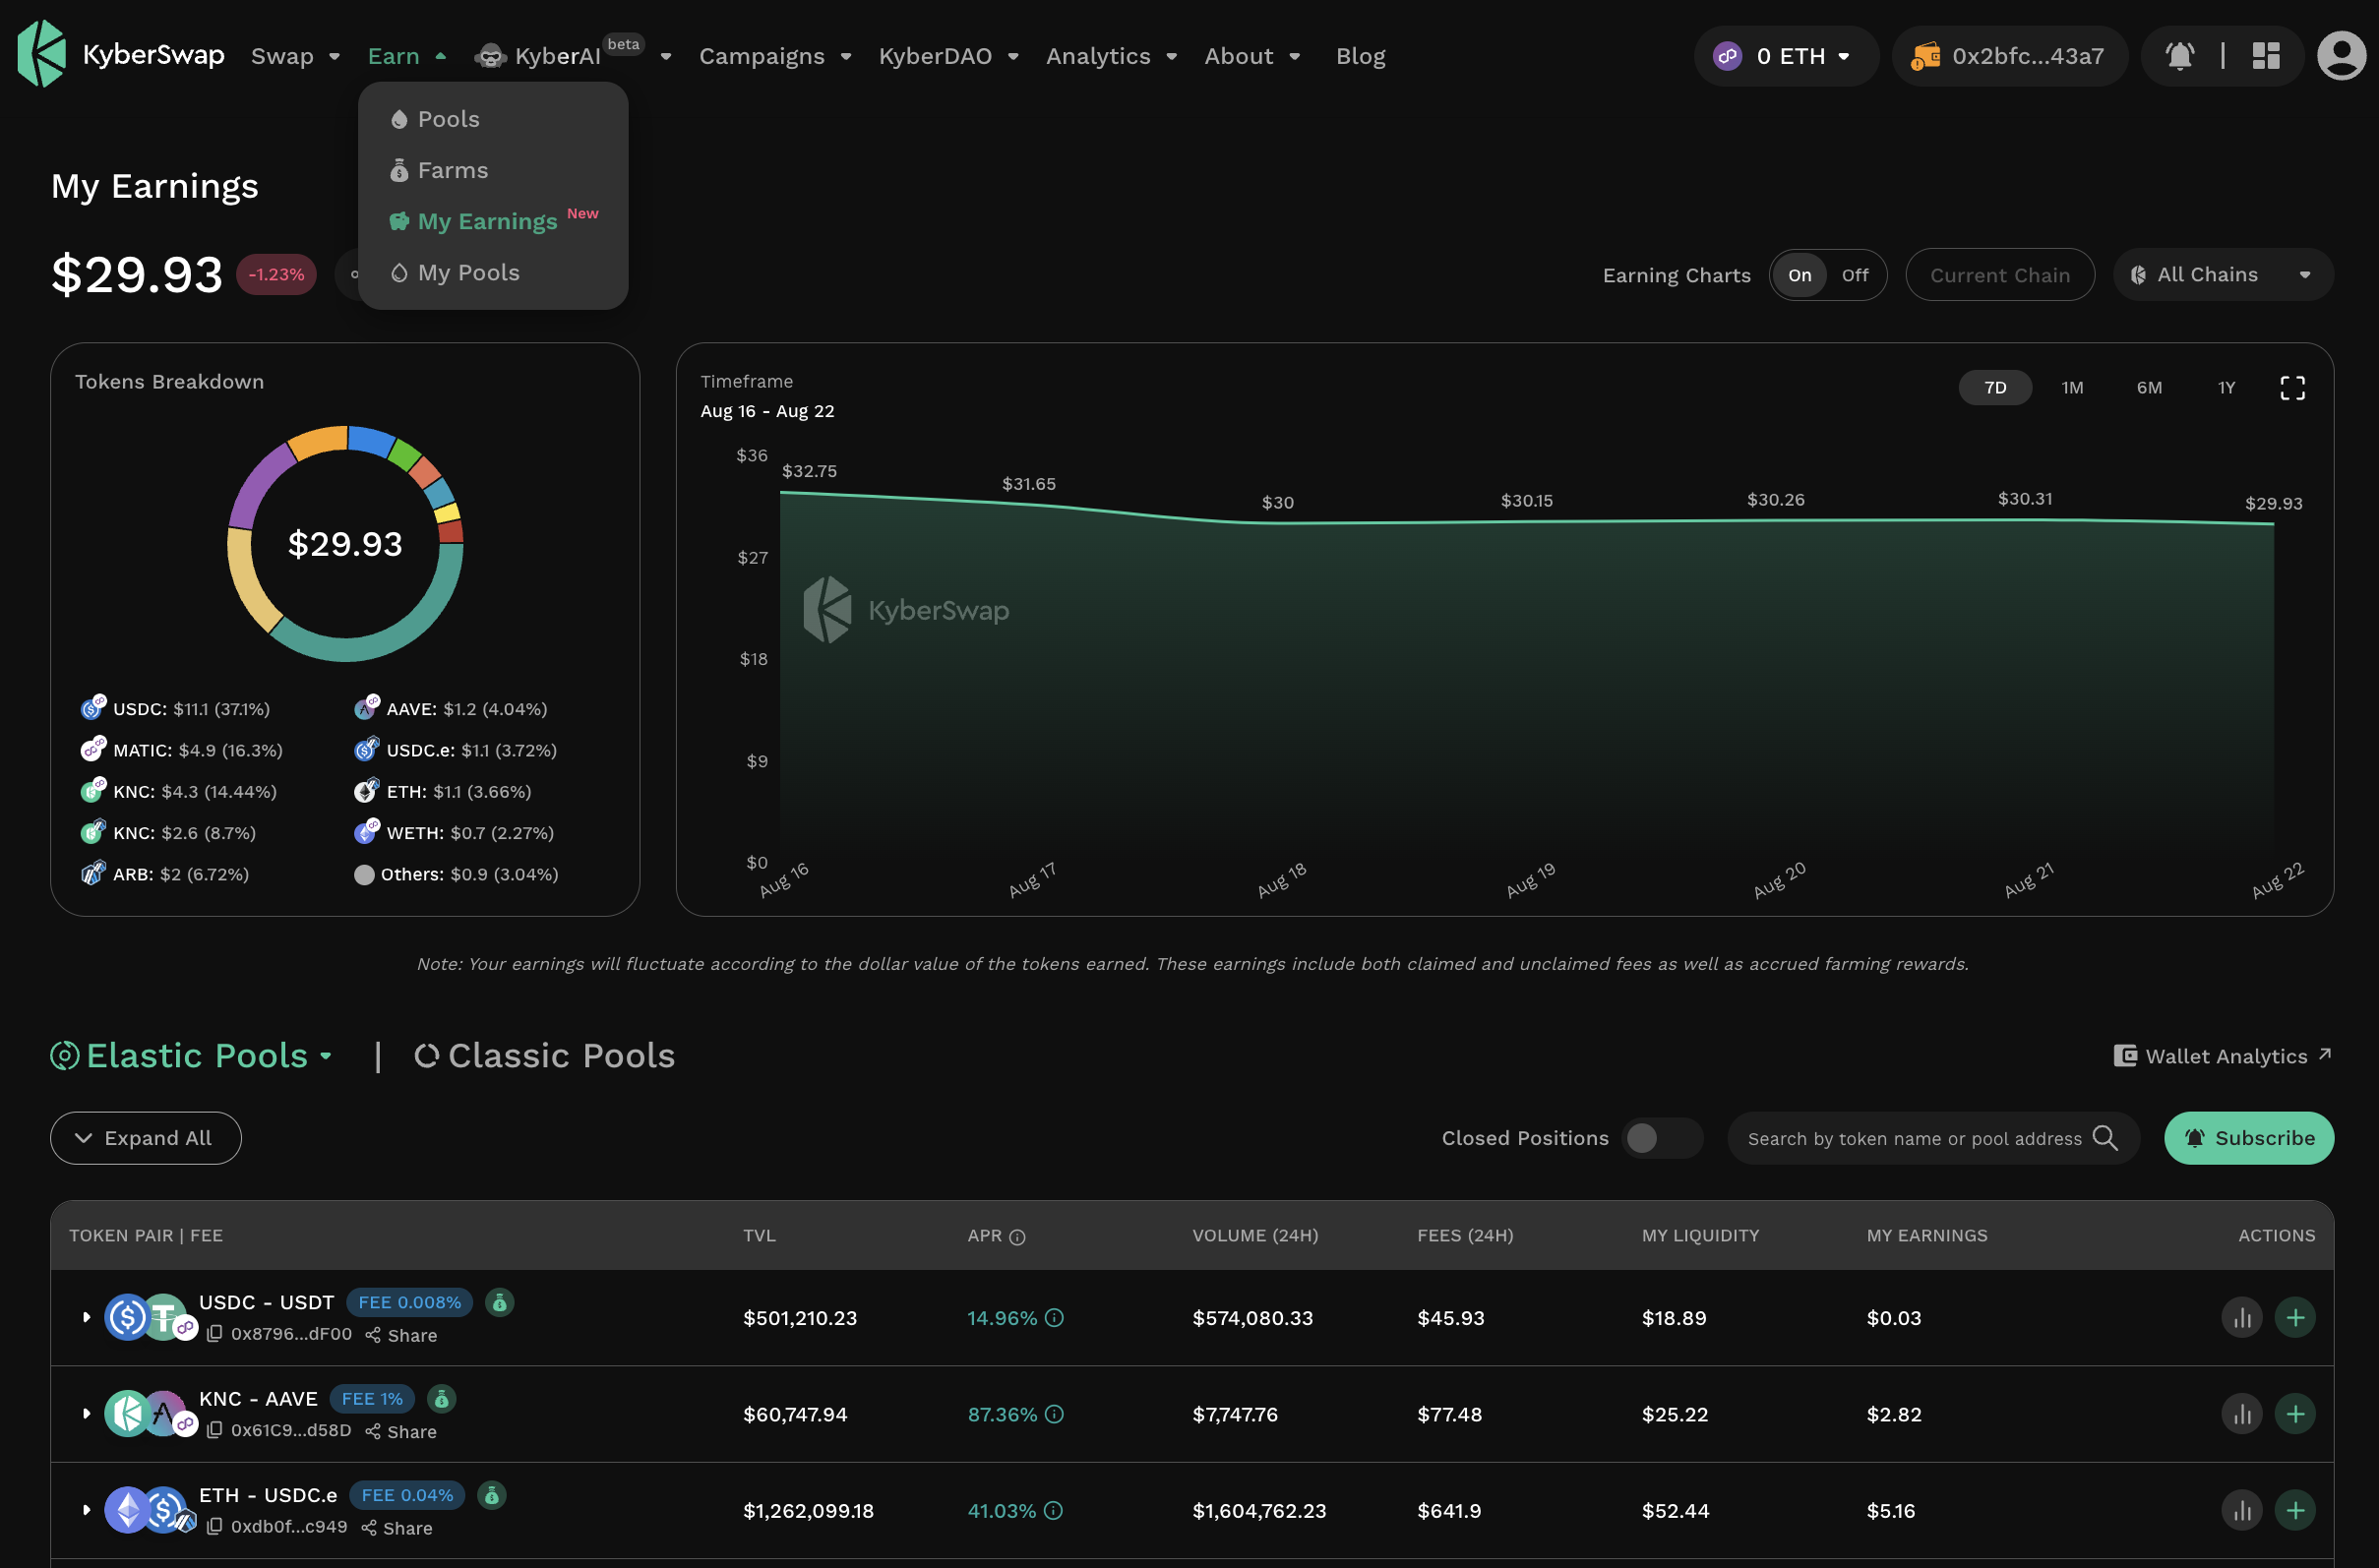 KyberSwap Swap Earn KyberAI beta Campaigns KyberDAO Analytics About Blog 0 ETH 0x2bfc...43a7
Pools
Farms
My Earnings New
My Pools
My Earnings
$29.93 -1.23%
Earning Charts On Off Current Chain All Chains
Tokens Breakdown
$29.93
USDC: $11.1 (37.1%)
MATIC: $4.9 (16.3%)
KNC: $4.3 (14.44%)
KNC: $2.6 (8.7%)
ARB: $2 (6.72%)
AAVE: $1.2 (4.04%)
USDC.e: $1.1 (3.72%)
ETH: $1.1 (3.66%)
WETH: $0.7 (2.27%)
Others: $0.9 (3.04%)
Timeframe
Aug 16 - Aug 22
7D 1M 6M 1Y
$36
$27
$18
$9
$0
$32.75 $31.65 $30 $30.15 $30.26 $30.31 $29.93
KyberSwap
Aug 16 Aug 17 Aug 18 Aug 19 Aug 20 Aug 21 Aug 22
Note: Your earnings will fluctuate according to the dollar value of the tokens earned. These earnings include both claimed and unclaimed fees as well as accrued farming rewards.
Elastic Pools | Classic Pools
Wallet Analytics
Expand All
Closed Positions
Search by token name or pool address
Subscribe
TOKEN PAIR | FEE TVL APR VOLUME (24H) FEES (24H) MY LIQUIDITY MY EARNINGS ACTIONS
USDC - USDT FEE 0.008%
0x8796...dF00 Share
$501,210.23 14.96% $574,080.33 $45.93 $18.89 $0.03
KNC - AAVE FEE 1%
0x61C9...d58D Share
$60,747.94 87.36% $7,747.76 $77.48 $25.22 $2.82
ETH - USDC.e FEE 0.04%
0xdb0f...c949 Share
$1,262,099.18 41.03% $1,604,762.23 $641.9 $52.44 $5.16